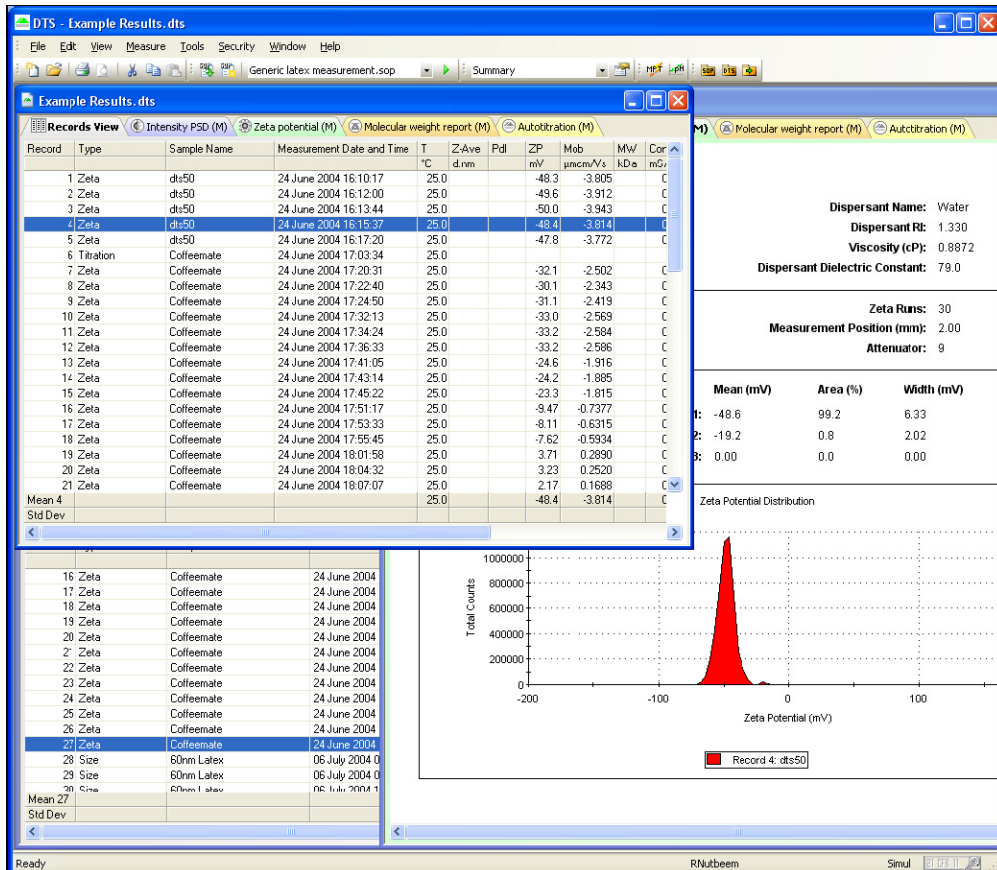 DTS - Example Results.dts
File Edt View Measure Tools Security Window Help
Generic latex measurement.sop Summary
Example Results.dts
Records View Intensity PSD (M) Zeta potential (M) Molecular weight report (M) Autotitration (M)
M) Molecular weight report (M) Autctitration (M)
Record Type Sample Name Measurement Date and Time T Z-Ave PdI ZP Mob MW Cor
°C d.nm mV µmcm/Vs kDa mS/
1 Zeta dts50 24 June 2004 16:10:17 25.0 -48.3 -3.805
2 Zeta dts50 24 June 2004 16:12:00 25.0 -49.6 -3.912
3 Zeta dts50 24 June 2004 16:13:44 25.0 -50.0 -3.943
4 Zeta dts50 24 June 2004 16:15:37 25.0 -48.4 -3.814
5 Zeta dts50 24 June 2004 16:17:20 25.0 -47.8 -3.772
6 Titration Coffeemate 24 June 2004 17:03:34 25.0
7 Zeta Coffeemate 24 June 2004 17:20:31 25.0 -32.1 -2.502
8 Zeta Coffeemate 24 June 2004 17:22:40 25.0 -30.1 -2.343
9 Zeta Coffeemate 24 June 2004 17:24:50 25.0 -31.1 -2.419
10 Zeta Coffeemate 24 June 2004 17:32:13 25.0 -33.0 -2.569
11 Zeta Coffeemate 24 June 2004 17:34:24 25.0 -33.2 -2.584
12 Zeta Coffeemate 24 June 2004 17:36:33 25.0 -33.2 -2.586
13 Zeta Coffeemate 24 June 2004 17:41:05 25.0 -24.6 -1.916
14 Zeta Coffeemate 24 June 2004 17:43:14 25.0 -24.2 -1.885
15 Zeta Coffeemate 24 June 2004 17:45:22 25.0 -23.3 -1.815
16 Zeta Coffeemate 24 June 2004 17:51:17 25.0 -9.47 -0.7377
17 Zeta Coffeemate 24 June 2004 17:53:33 25.0 -8.11 -0.6315
18 Zeta Coffeemate 24 June 2004 17:55:45 25.0 -7.62 -0.5934
19 Zeta Coffeemate 24 June 2004 18:01:58 25.0 3.71 0.2890
20 Zeta Coffeemate 24 June 2004 18:04:32 25.0 3.23 0.2520
21 Zeta Coffeemate 24 June 2004 18:07:07 25.0 2.17 0.1688
Mean 4 25.0 -48.4 -3.814
Std Dev
Dispersant Name: Water
Dispersant RI: 1.330
Viscosity (cP): 0.8872
Dispersant Dielectric Constant: 79.0
Zeta Runs: 30
Measurement Position (mm): 2.00
Attenuator: 9
Mean (mV) Area (%) Width (mV)
1: -48.6 99.2 6.33
2: -19.2 0.8 2.02
3: 0.00 0.0 0.00
Zeta Potential Distribution
1000000
800000
600000
400000
200000
0
Total Counts
-200 -100 0 100
Zeta Potential (mV)
Record 4: dts50
16 Zeta Coffeemate 24 June 2004
17 Zeta Coffeemate 24 June 2004
18 Zeta Coffeemate 24 June 2004
19 Zeta Coffeemate 24 June 2004
20 Zeta Coffeemate 24 June 2004
21 Zeta Coffeemate 24 June 2004
22 Zeta Coffeemate 24 June 2004
23 Zeta Coffeemate 24 June 2004
24 Zeta Coffeemate 24 June 2004
25 Zeta Coffeemate 24 June 2004
26 Zeta Coffeemate 24 June 2004
27 Zeta Coffeemate 24 June 2004
28 Size 60nm Latex 06 July 2004 0
29 Size 60nm Latex 06 July 2004 0
30 Size 60nm Latex 06 July 2004 1
Mean 27
Std Dev
Ready RNutbeem Simul 21 CFR 11